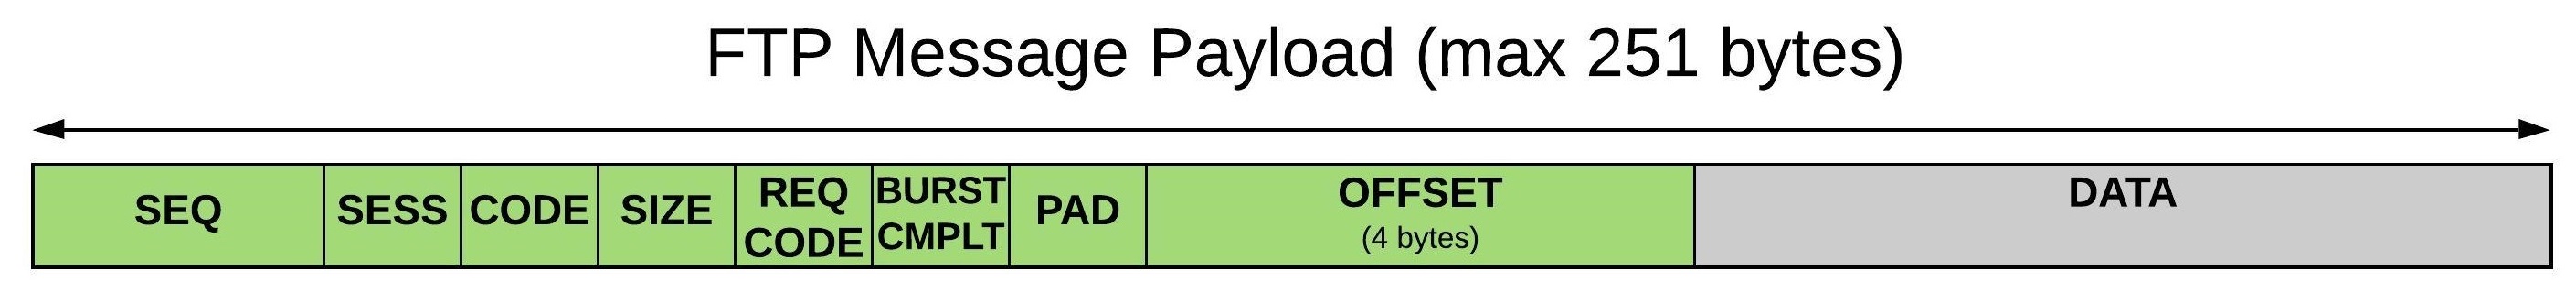 FTP Message Payload (max 251 bytes)
SEQ
SESS
CODE
SIZE
REQ
CODE
BURST
CMPLT
PAD
OFFSET
(4 bytes)
DATA